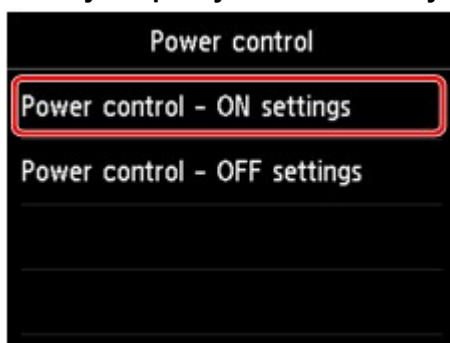 Power control
Power control – ON settings
Power control – OFF settings